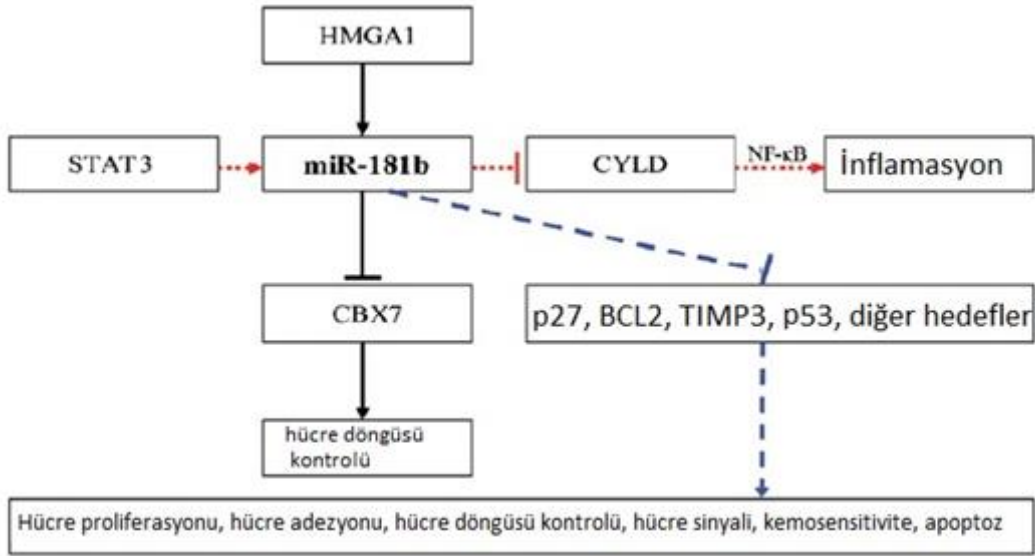 HMGA1
STAT3
miR-181b
CYLD
NF-κB
İnflamasyon
CBX7
p27, BCL2, TIMP3, p53, diğer hedefler
hücre döngüsü
kontrolü
Hücre proliferasyonu, hücre adezyonu, hücre döngüsü kontrolü, hücre sinyali, kemosensitivite, apoptoz